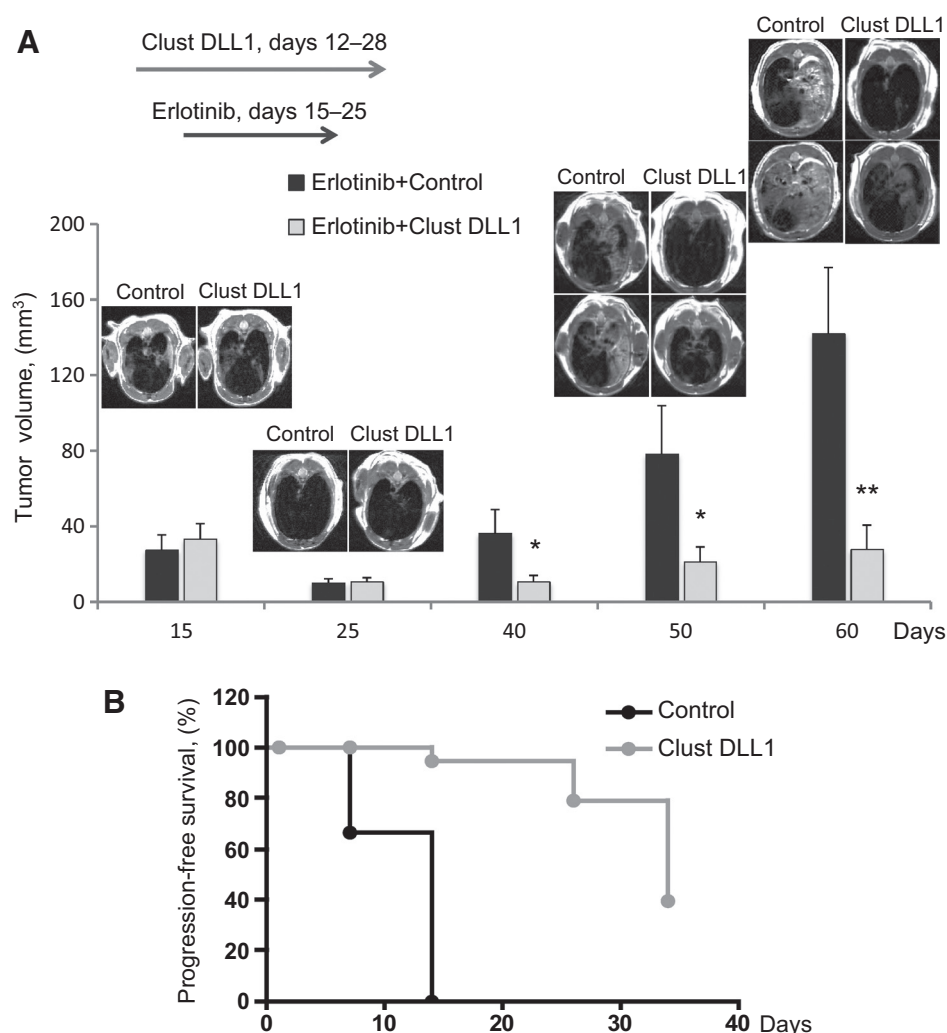 A
Clust DLL1, days 12–28
Erlotinib, days 15–25
Erlotinib+Control
Erlotinib+Clust DLL1
Control Clust DLL1
Control Clust DLL1
Control Clust DLL1
Control Clust DLL1
Tumor volume, (mm³)
200
160
120
80
40
0
*
*
**
15 25 40 50 60 Days
B
Control
Clust DLL1
Progression-free survival, (%)
120
100
80
60
40
20
0
0 10 20 30 40 Days